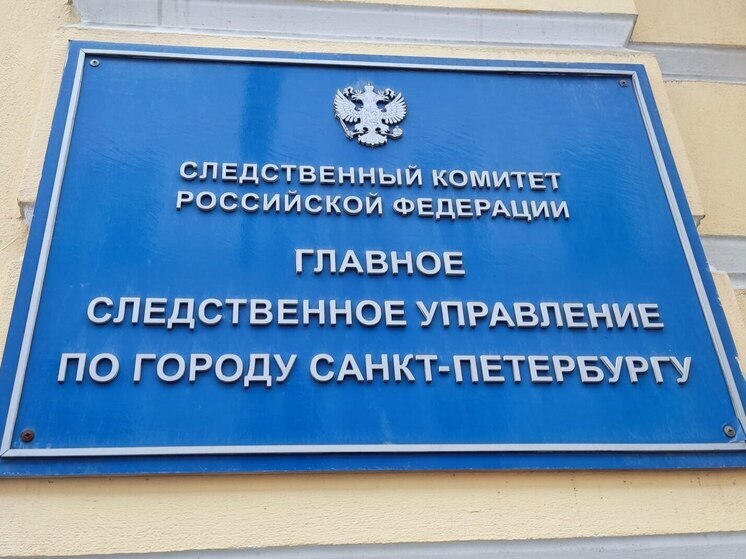 СЛЕДСТВЕННЫЙ КОМИТЕТ
РОССИЙСКОЙ ФЕДЕРАЦИИ
ГЛАВНОЕ
СЛЕДСТВЕННОЕ УПРАВЛЕНИЕ
ПО ГОРОДУ САНКТ-ПЕТЕРБУРГУ